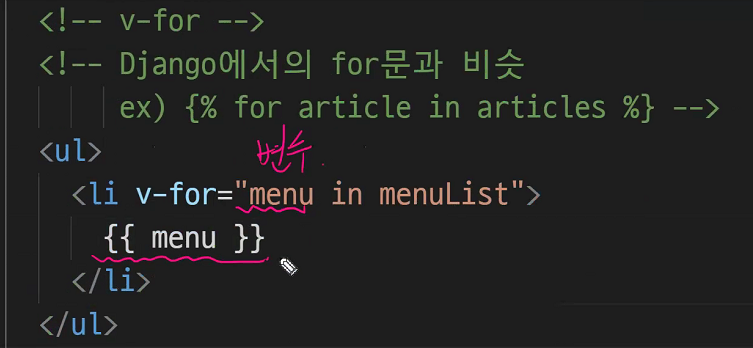 <!-- v-for -->
<!-- Django에서의 for문과 비슷
ex) {% for article in articles %} -->
<ul>
변수
<li v-for="menu in menuList">
{{ menu }}
</li>
</ul>